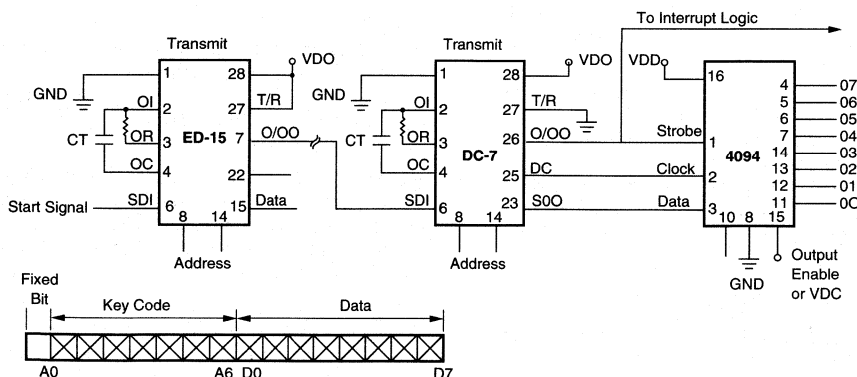 To Interrupt Logic
Transmit
Transmit
VDO
VDO
VDD
1
28
GND
T/R
OI
2
27
O/OO
CT
OR
3
ED-15
7
OC
4
22
Start Signal
SDI
6
15
Data
8
14
Address
1
28
GND
T/R
OI
2
27
O/OO
CT
OR
3
26
DC-7
DC
OC
4
25
SDI
6
23
S0O
8
14
Address
16
4
07
5
06
6
05
Strobe
1
7
04
4094
14
03
Clock
2
13
02
12
01
Data
3
11
0O
10
8
15
GND
Output
Enable
or VDC
Fixed
Bit
Key Code
Data
A0
A6
D0
D7